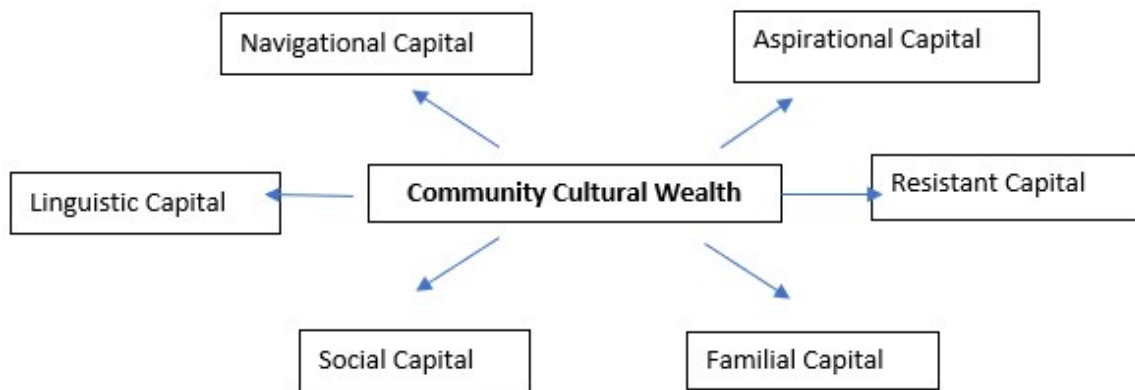 Navigational Capital
Aspirational Capital
Linguistic Capital
Community Cultural Wealth
Resistant Capital
Social Capital
Familial Capital